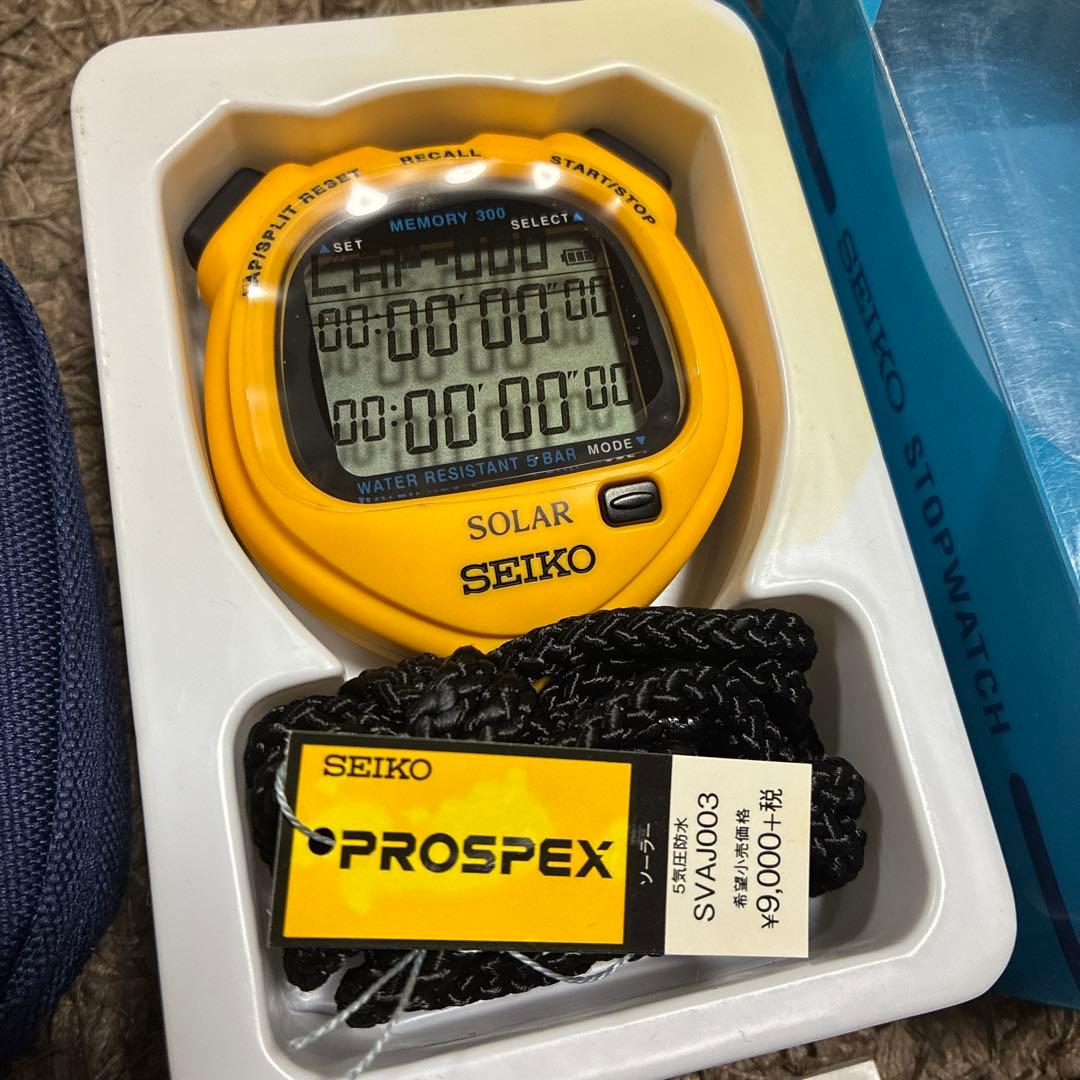 LAP/SPLIT RESET
RECALL
START/STOP
MEMORY 300
▲SET
SELECT▲
LAP-000
00:00'00"00
00:00'00"00
MODE▼
WATER RESISTANT 5 BAR
SOLAR
SEIKO
SEIKO
PROSPEX
ソーラー
5気圧防水
SVAJ003
希望小売価格
¥9,000+税
SEIKO STOPWATCH